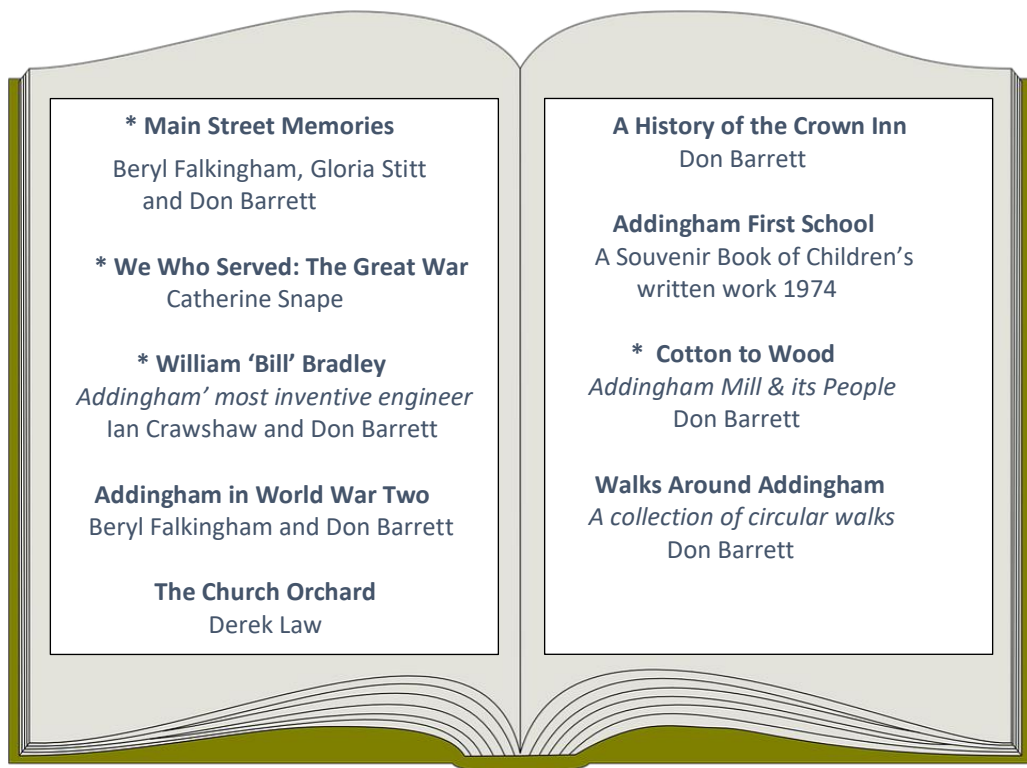 * Main Street Memories
Beryl Falkingham, Gloria Stitt
and Don Barrett
* We Who Served: The Great War
Catherine Snape
* William ‘Bill’ Bradley
Addingham’ most inventive engineer
Ian Crawshaw and Don Barrett
Addingham in World War Two
Beryl Falkingham and Don Barrett
The Church Orchard
Derek Law
A History of the Crown Inn
Don Barrett
Addingham First School
A Souvenir Book of Children’s
written work 1974
* Cotton to Wood
Addingham Mill & its People
Don Barrett
Walks Around Addingham
A collection of circular walks
Don Barrett